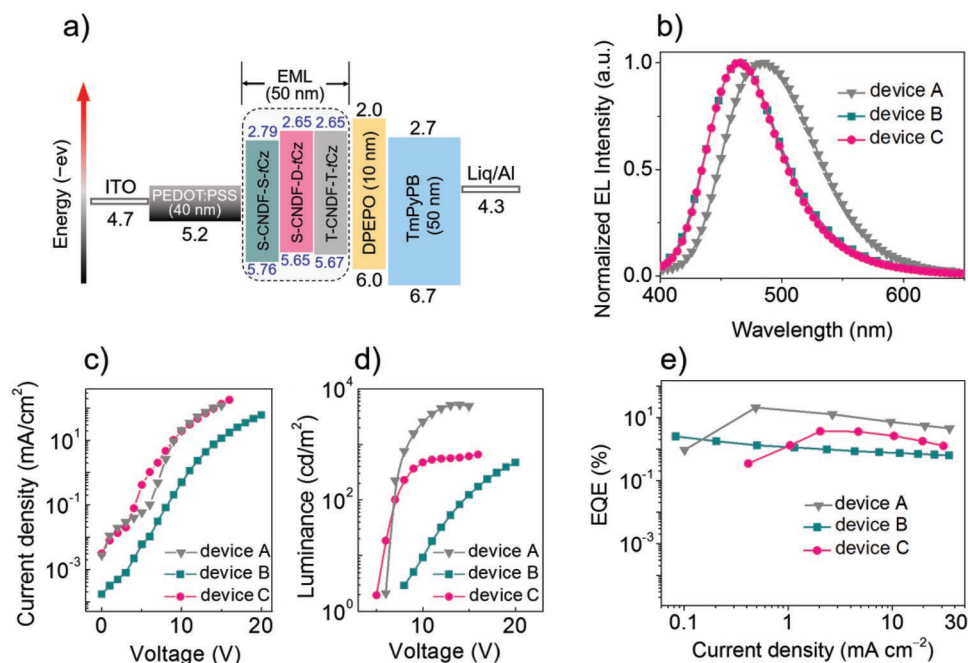 a)
EML
(50 nm)
Energy (−ev)
ITO
4.7
PEDOT:PSS
(40 nm)
5.2
2.79
S-CNDF-S-tCz
5.76
2.65
S-CNDF-D-tCz
5.65
2.65
T-CNDF-T-tCz
5.67
2.0
DPEPO (10 nm)
6.0
2.7
TmPyPB
(50 nm)
6.7
Liq/Al
4.3
b)
Normalized EL Intensity (a.u.)
1.0
0.5
0.0
device A
device B
device C
400
500
600
Wavelength (nm)
c)
Current density (mA/cm²)
10¹
10⁻¹
10⁻³
device A
device B
device C
0
10
20
Voltage (V)
d)
Luminance (cd/m²)
10⁴
10²
10⁰
device A
device B
device C
10
20
Voltage (V)
e)
EQE (%)
10¹
10⁻¹
10⁻³
device A
device B
device C
0.1
1
10
30
Current density (mA cm⁻²)